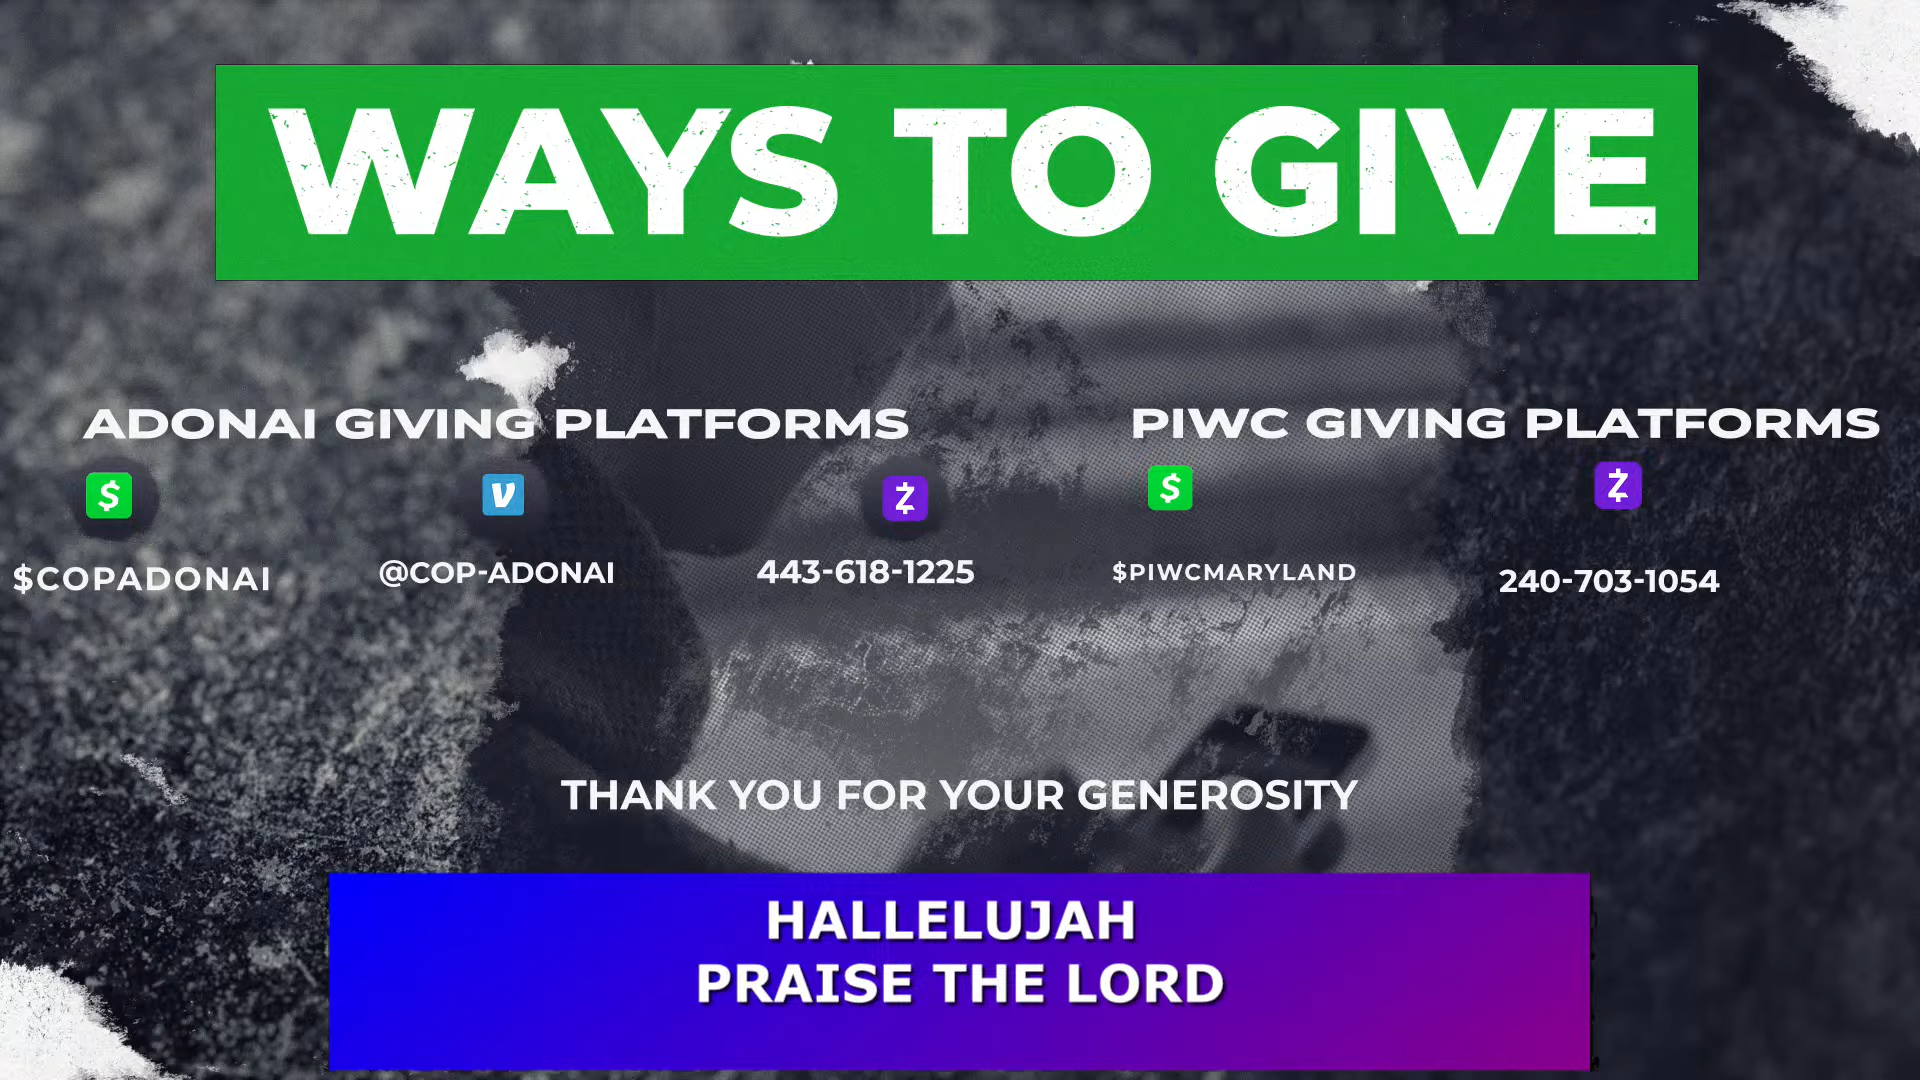 WAYS TO GIVE
ADONAI GIVING PLATFORMS
$COPADONAI
@COP-ADONAI
443-618-1225
PIWC GIVING PLATFORMS
$PIWCMARYLAND
240-703-1054
THANK YOU FOR YOUR GENEROSITY
HALLELUJAH
PRAISE THE LORD